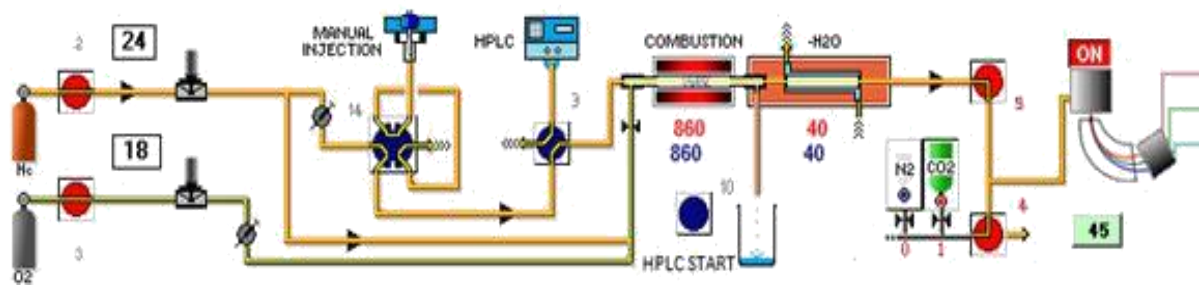 MANUAL
INJECTION
HPLC
COMBUSTION
-H2O
ON
2
24
14
3
5
860
40
860
40
N2
CO2
He
18
10
4
0
1
45
3
O2
HPLC START